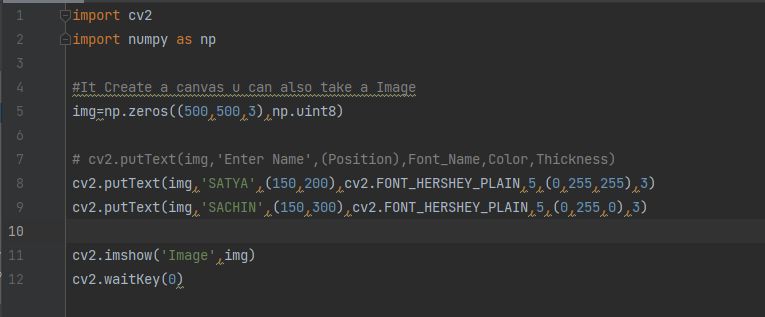 1 import cv2
2 import numpy as np
3
4 #It Create a canvas u can also take a Image
5 img=np.zeros((500,500,3),np.uint8)
6
7 # cv2.putText(img,'Enter Name',(Position),Font_Name,Color,Thickness)
8 cv2.putText(img,'SATYA',(150,200),cv2.FONT_HERSHEY_PLAIN,5,(0,255,255),3)
9 cv2.putText(img,'SACHIN',(150,300),cv2.FONT_HERSHEY_PLAIN,5,(0,255,0),3)
10
11 cv2.imshow('Image',img)
12 cv2.waitKey(0)